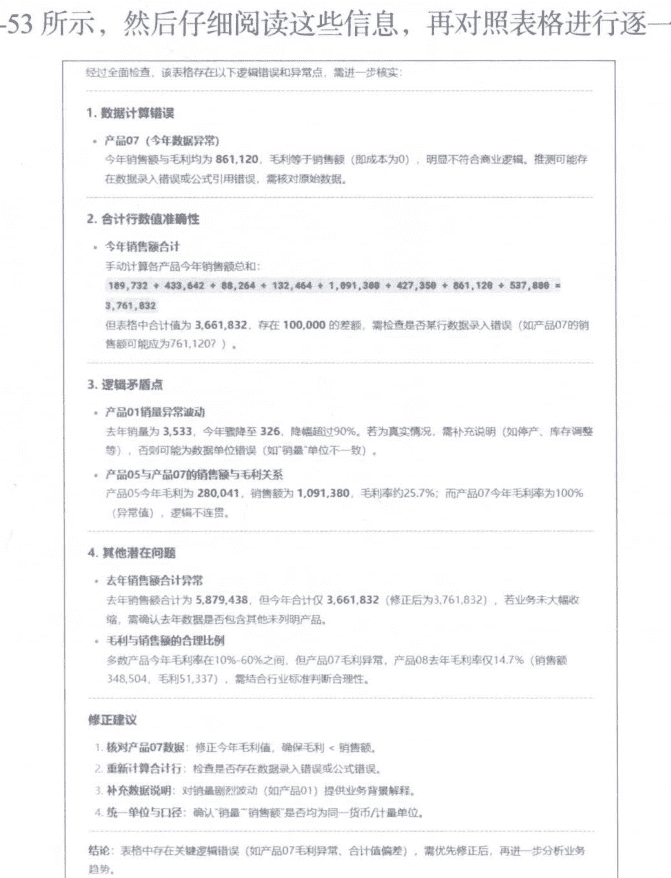 -53 所示，然后仔细阅读这些信息，再对照表格进行逐一
经过全面检查，该表格存在以下逻辑错误和异常点，需进一步核实：
1. 数据计算错误
• 产品07（今年数据异常）
今年销售额与毛利均为 861,120，毛利等于销售额（即成本为0），明显不符合商业逻辑。推测可能存
在数据录入错误或公式引用错误，需核对原始数据。
2. 合计行数值准确性
• 今年销售额合计
手动计算各产品今年销售额总和：
189,732 + 433,642 + 88,264 + 132,464 + 1,091,380 + 427,350 + 861,120 + 537,880 =
3,761,832
但表格中合计值为 3,661,832，存在 100,000 的差额，需检查是否某行数据录入错误（如产品07的销
售额可能应为761,120？）。
3. 逻辑矛盾点
• 产品01销量异常波动
去年销量为 3,533，今年骤降至 326，降幅超过90%。若为真实情况，需补充说明（如停产、库存调整
等），否则可能为数据单位错误（如“销量”单位不一致）。
• 产品05与产品07的销售额与毛利关系
产品05今年毛利为 280,041，销售额为 1,091,380，毛利率约25.7%；而产品07今年毛利率为100%
（异常值），逻辑不连贯。
4. 其他潜在问题
• 去年销售额合计异常
去年销售额合计为 5,879,438，但今年合计仅 3,661,832（修正后为3,761,832），若业务未大幅收
缩，需确认去年数据是否包含其他未列明产品。
• 毛利与销售额的合理比例
多数产品今年毛利率在10%-60%之间，但产品07毛利异常，产品08去年毛利率仅14.7%（销售额
348,504，毛利51,337），需结合行业标准判断合理性。
修正建议
1. 核对产品07数据：修正今年毛利值，确保毛利 < 销售额。
2. 重新计算合计行：检查是否存在数据录入错误或公式错误。
3. 补充数据说明：对销量剧烈波动（如产品01）提供业务背景解释。
4. 统一单位与口径：确认“销量”“销售额”是否均为同一货币/计量单位。
结论：表格中存在关键逻辑错误（如产品07毛利异常、合计值偏差），需优先修正后，再进一步分析业务
趋势。